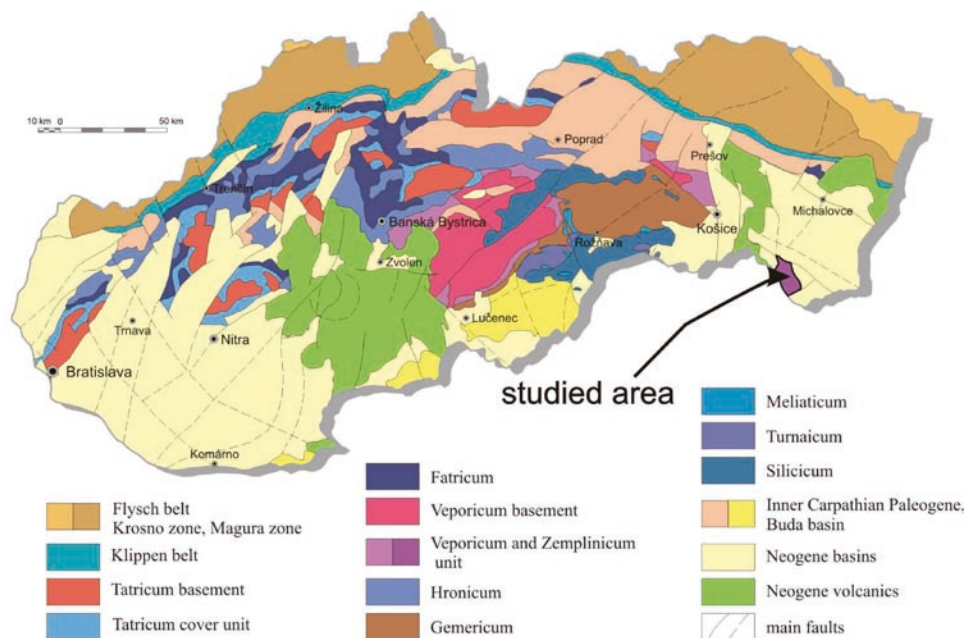 10 km 0 50 km
Žilina
Poprad
Prešov
Trenčín
Michalovce
Banská Bystrica
Košice
Rožňava
Zvolen
Lučenec
Trnava
Nitra
Bratislava
Komárno
studied area
Flysch belt
Krosno zone, Magura zone
Klippen belt
Tatricum basement
Tatricum cover unit
Fatricum
Veporicum basement
Veporicum and Zemplinicum
unit
Hronicum
Gemericum
Meliaticum
Turnaicum
Silicicum
Inner Carpathian Paleogene,
Buda basin
Neogene basins
Neogene volcanics
main faults